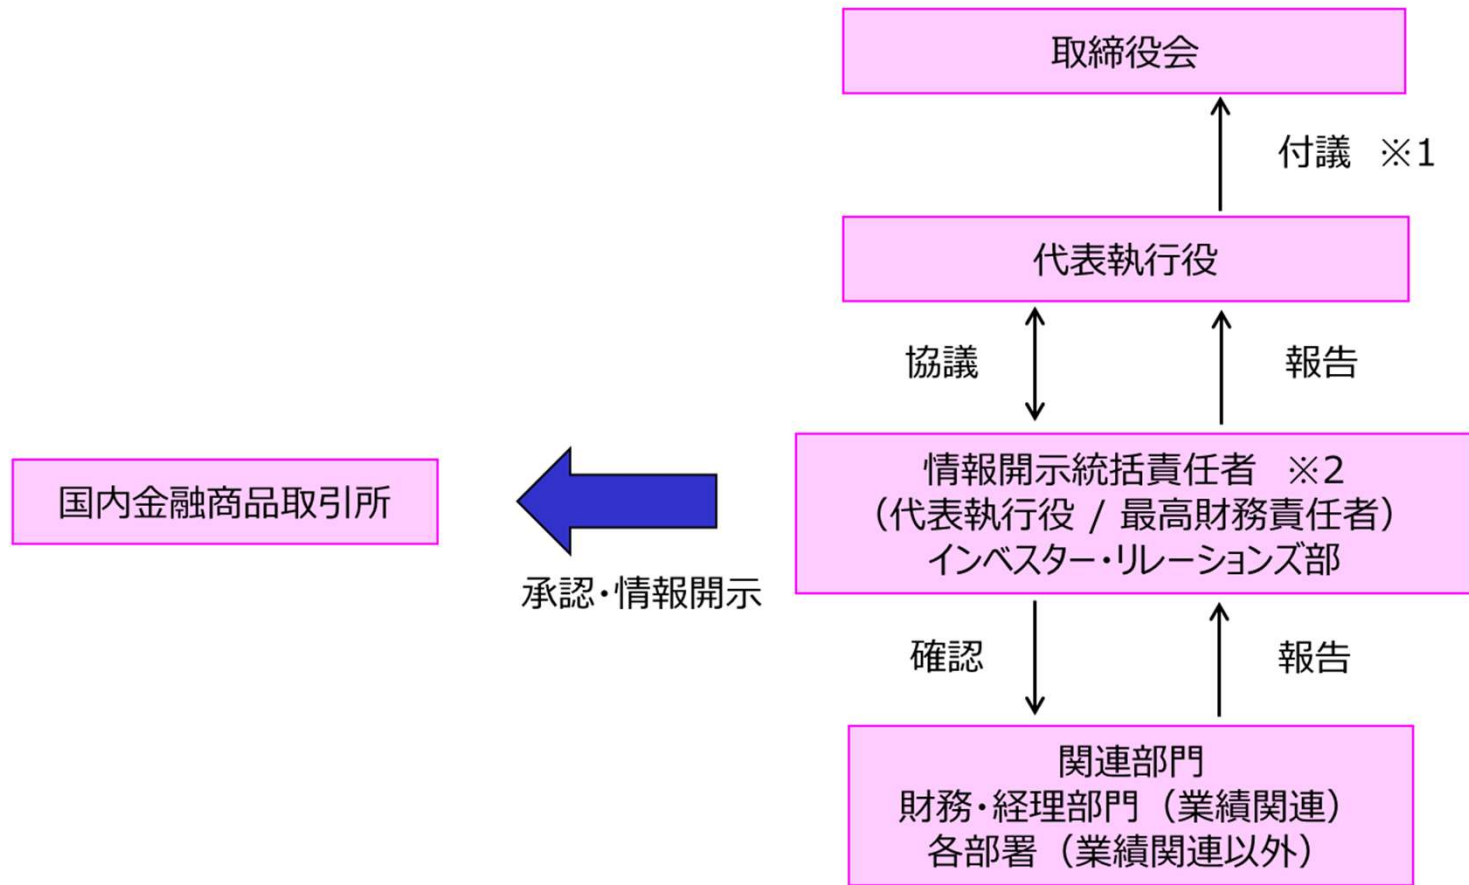 取締役会
付議 ※1
代表執行役
協議
報告
情報開示統括責任者 ※2
（代表執行役 / 最高財務責任者）
インベスター・リレーションズ部
国内金融商品取引所
承認・情報開示
確認
報告
関連部門
財務・経理部門（業績関連）
各部署（業績関連以外）